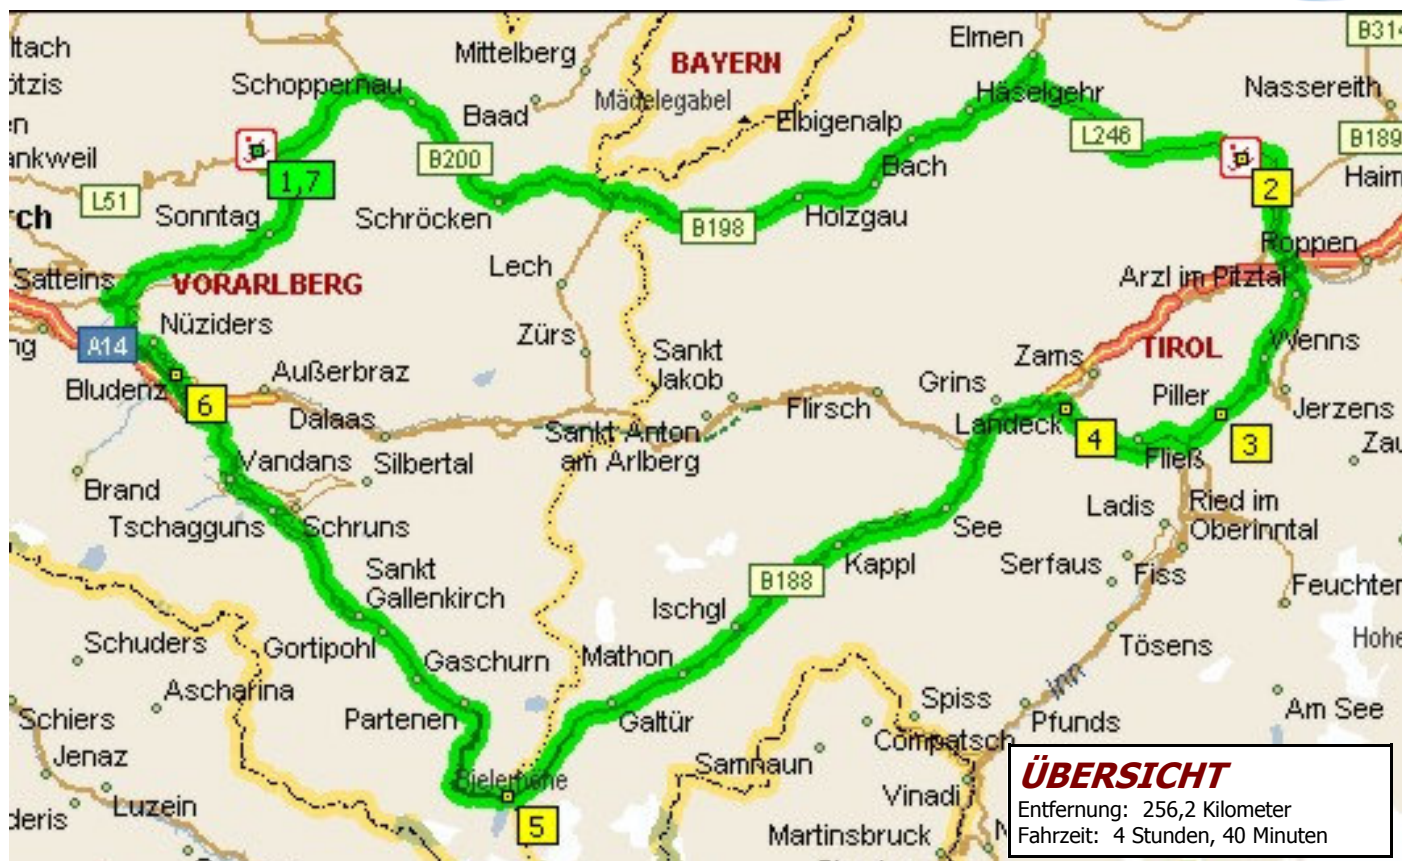 Elmen
B314
ltach
Mittelberg
BAYERN
ötzis
Schoppernau
Mädelegabel
Häselgehr
Nassereith
Baad
Elbigenalp
L246
B189
ankweil
B200
Bach
Haim
1,7
2
L51
Sonntag
Schröcken
B198
Holzgau
ch
Roppen
Satteins
VORARLBERG
Lech
Arzl im Pitztal
Nüziders
Zürs
A14
ng
Sankt
Jakob
Zams
TIROL
Wenns
Außerbraz
Grins
Piller
Bludenz
6
Flirsch
Landeck
Jerzens
Dalaas
Sankt Anton
am Arlberg
4
3
Vandans
Silbertal
Fließ
Zau
Brand
Ladis
Ried im
Oberinntal
Tschagguns
Schruns
See
Sankt
Gallenkirch
Kappl
Serfaus
Fiss
B188
Feuchten
Ischgl
Schuders
Gortipohl
Gaschurn
Mathon
Tösens
Hohe
Ascharina
Inn
Spiss
Am See
Schiers
Partenen
Galtür
Pfunds
Compatsch
Jenaz
Bielerhöhe
Samnaun
Luzein
Vinadi
deris
5
Martinsbruck
N
ÜBERSICHT
Entfernung: 256,2 Kilometer
Fahrzeit: 4 Stunden, 40 Minuten